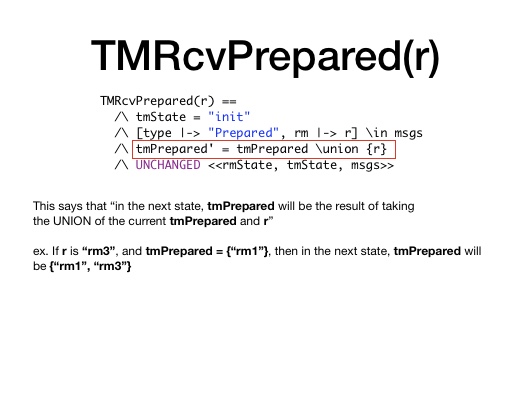 TMRcvPrepared(r)
TMRcvPrepared(r) ==
/\ tmState = "init"
/\ [type |-> "Prepared", rm |-> r] \in msgs
/\ tmPrepared' = tmPrepared \union {r}
/\ UNCHANGED <<rmState, tmState, msgs>>
This says that “in the next state, tmPrepared will be the result of taking
the UNION of the current tmPrepared and r”
ex. If r is “rm3”, and tmPrepared = {“rm1”}, then in the next state, tmPrepared will
be {“rm1”, “rm3”}